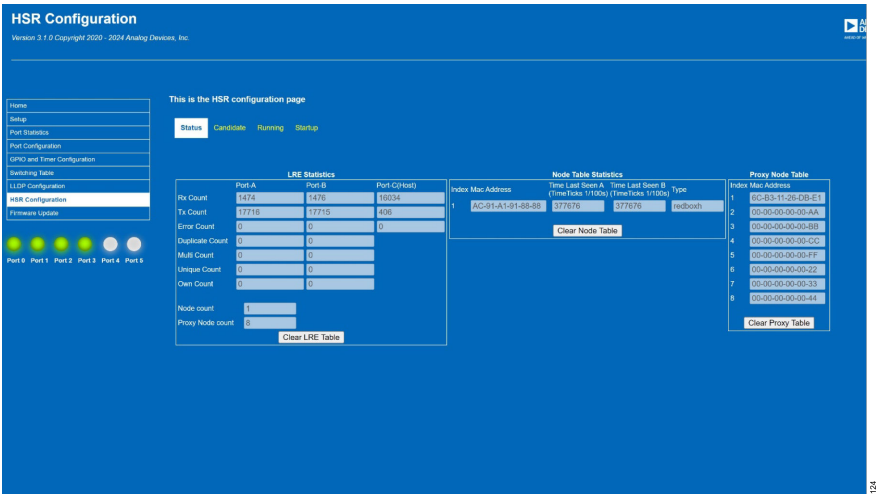 HSR Configuration
Version 3.1.0 Copyright 2020 - 2024 Analog Devices, Inc.
Home
Setup
Port Statistics
Port Configuration
GPIO and Timer Configuration
Switching Table
LLDP Configuration
HSR Configuration
Firmware Update
Port 0 Port 1 Port 2 Port 3 Port 4 Port 5
This is the HSR configuration page
Status Candidate Running Startup
LRE Statistics
Port-A Port-B Port-C(Host)
Rx Count 1474 1476 16034
Tx Count 17716 17715 406
Error Count 0 0 0
Duplicate Count 0 0
Multi Count 0 0
Unique Count 0 0
Own Count 0 0
Node count 1
Proxy Node count 8
Clear LRE Table
Node Table Statistics
Index Mac Address Time Last Seen A (TimeTicks 1/100s) Time Last Seen B (TimeTicks 1/100s) Type
1 AC-91-A1-91-88-88 377676 377676 redboxh
Clear Node Table
Proxy Node Table
Index Mac Address
1 6C-B3-11-26-DB-E1
2 00-00-00-00-00-AA
3 00-00-00-00-00-BB
4 00-00-00-00-00-CC
5 00-00-00-00-00-FF
6 00-00-00-00-00-22
7 00-00-00-00-00-33
8 00-00-00-00-00-44
Clear Proxy Table
124